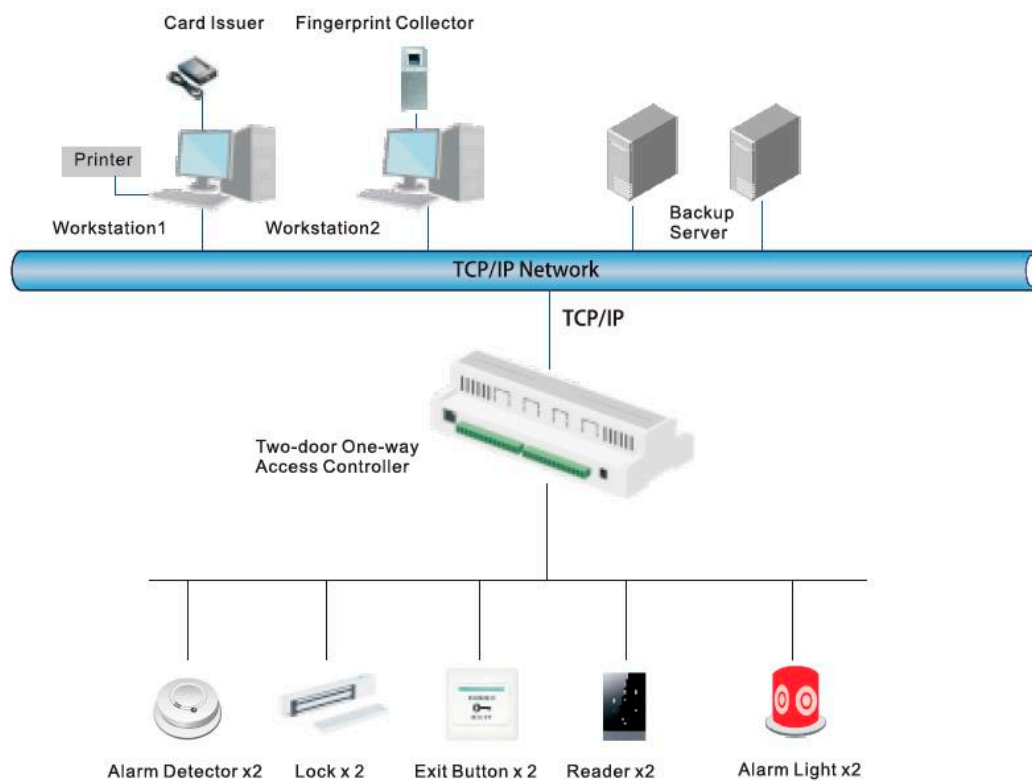 Card Issuer
Fingerprint Collector
Printer
Workstation1
Workstation2
Backup
Server
TCP/IP Network
TCP/IP
Two-door One-way
Access Controller
Alarm Detector x2
Lock x 2
Exit Button x 2
Reader x2
Alarm Light x2